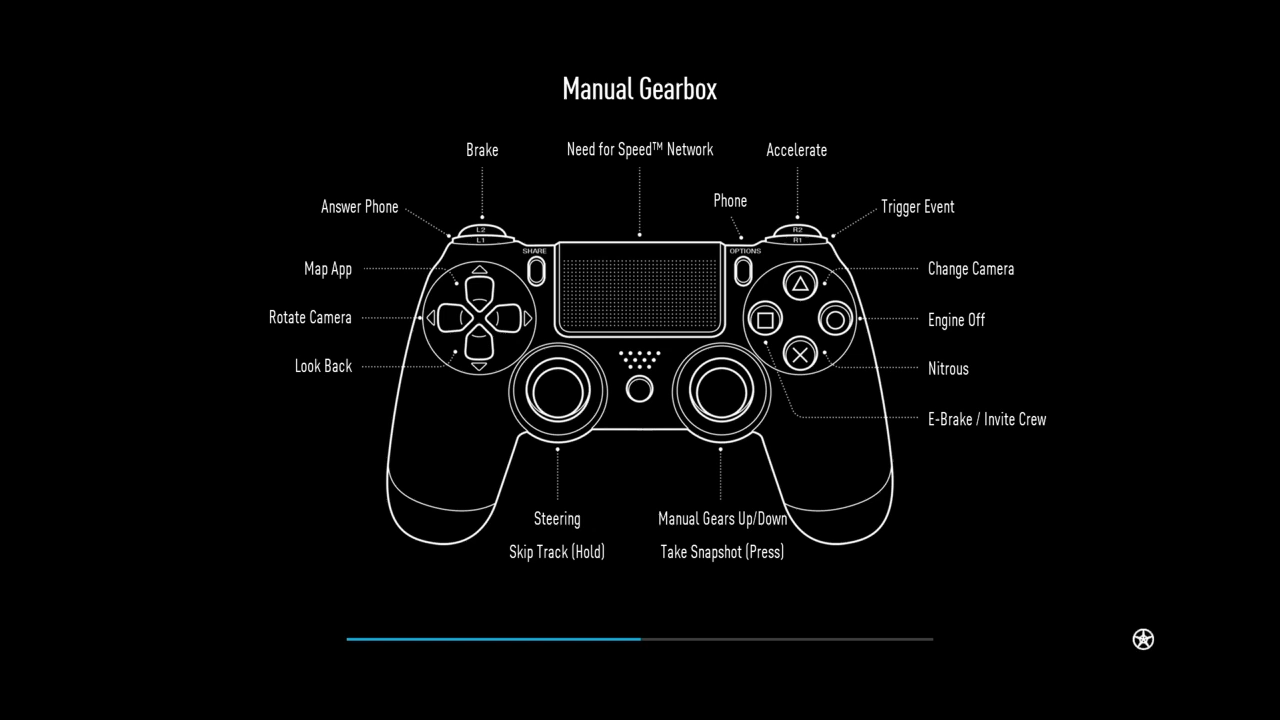 Manual Gearbox
Brake
Need for Speed™ Network
Accelerate
Answer Phone
Phone
Trigger Event
L2
R2
L1
R1
SHARE
OPTIONS
Map App
Change Camera
Rotate Camera
Engine Off
Look Back
Nitrous
E-Brake / Invite Crew
Steering
Manual Gears Up/Down
Skip Track (Hold)
Take Snapshot (Press)